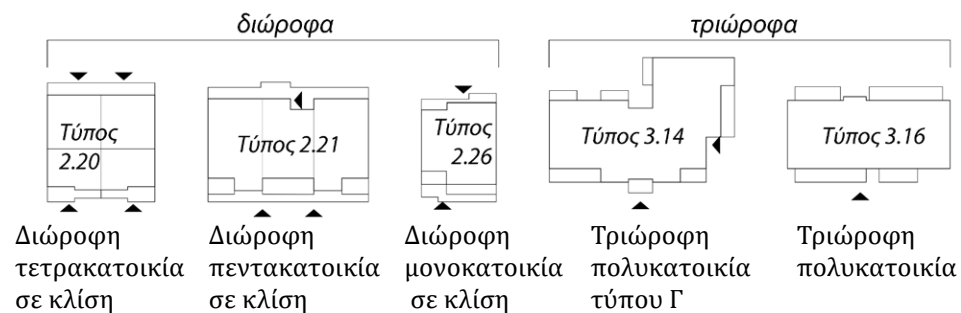 διώροφα
τριώροφα
Τύπος
2.20
Τύπος 2.21
Τύπος
2.26
Τύπος 3.14
Τύπος 3.16
Διώροφη
τετρακατοικία
σε κλίση
Διώροφη
πεντακατοικία
σε κλίση
Διώροφη
μονοκατοικία
σε κλίση
Τριώροφη
πολυκατοικία
τύπου Γ
Τριώροφη
πολυκατοικία